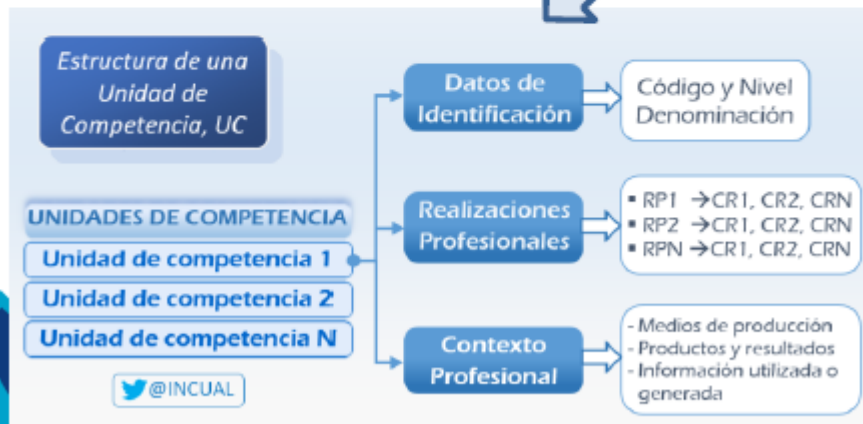 Estructura de una
Unidad de
Competencia, UC
UNIDADES DE COMPETENCIA
Unidad de competencia 1
Unidad de competencia 2
Unidad de competencia N
@INCUAL
Datos de
Identificación
Código y Nivel
Denominación
Realizaciones
Profesionales
▪ RP1 →CR1, CR2, CRN
▪ RP2 →CR1, CR2, CRN
▪ RPN →CR1, CR2, CRN
Contexto
Profesional
- Medios de producción
- Productos y resultados
- Información utilizada o
generada